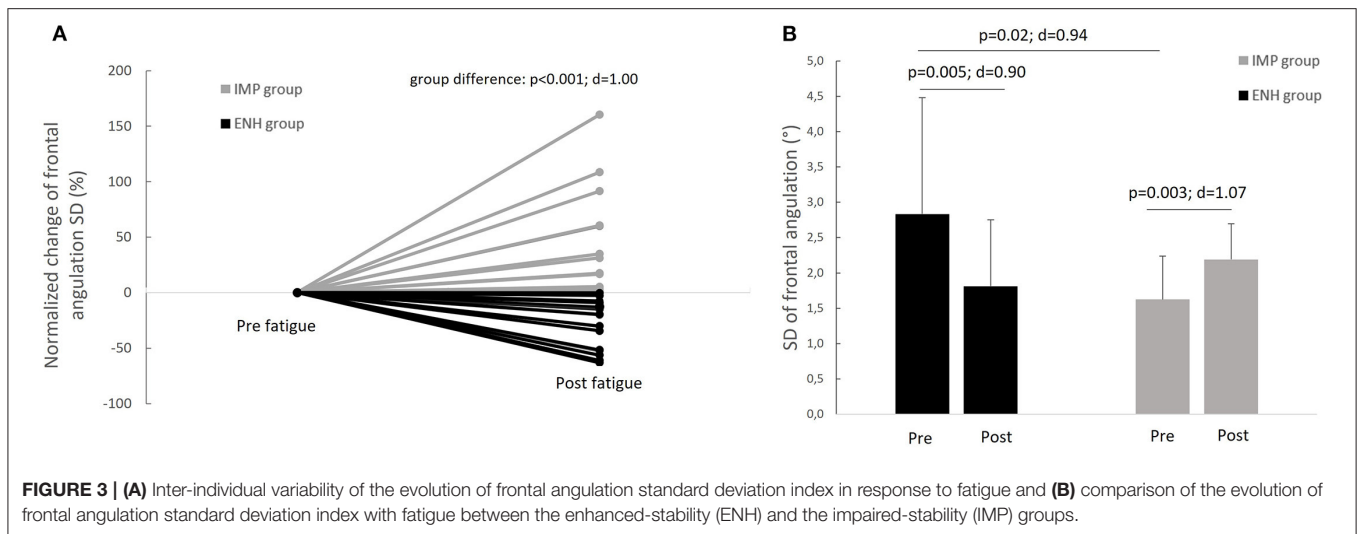 A
200
150
100
50
0
-50
-100
Normalized change of frontal
angulation SD (%)
IMP group
ENH group
group difference: p<0.001; d=1.00
Pre fatigue
Post fatigue
B
p=0.02; d=0.94
p=0.005; d=0.90
p=0.003; d=1.07
IMP group
ENH group
5,0
4,5
4,0
3,5
3,0
2,5
2,0
1,5
1,0
0,5
0,0
SD of frontal angulation (°)
Pre
Post
Pre
Post
FIGURE 3 | (A) Inter-individual variability of the evolution of frontal angulation standard deviation index in response to fatigue and (B) comparison of the evolution of
frontal angulation standard deviation index with fatigue between the enhanced-stability (ENH) and the impaired-stability (IMP) groups.